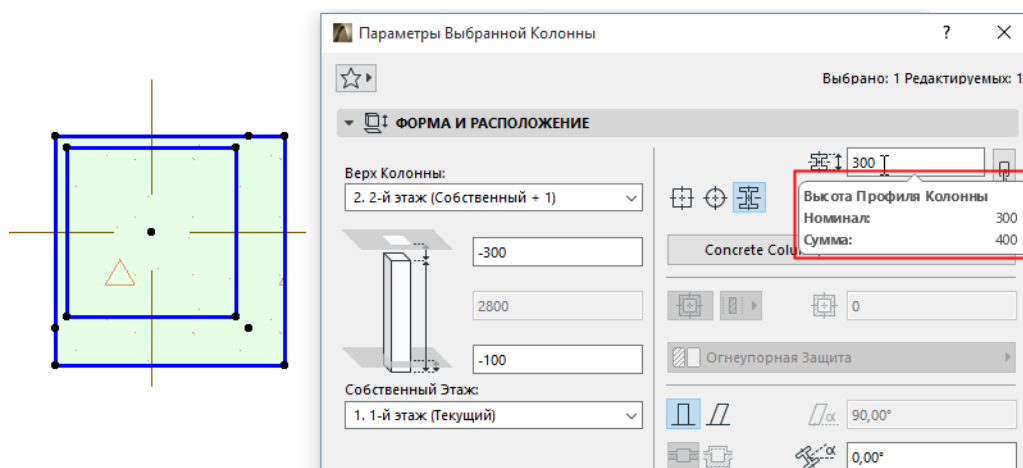 Параметры Выбранной Колонны
?
Выбрано: 1 Редактируемых: 1
ФОРМА И РАСПОЛОЖЕНИЕ
Верх Колонны:
2. 2-й этаж (Собственный + 1)
-300
2800
-100
Собственный Этаж:
1. 1-й этаж (Текущий)
300
Высота Профиля Колонны
Номинал: 300
Сумма: 400
Concrete
0
Огнеупорная Защита
α
90,00°
α
0,00°